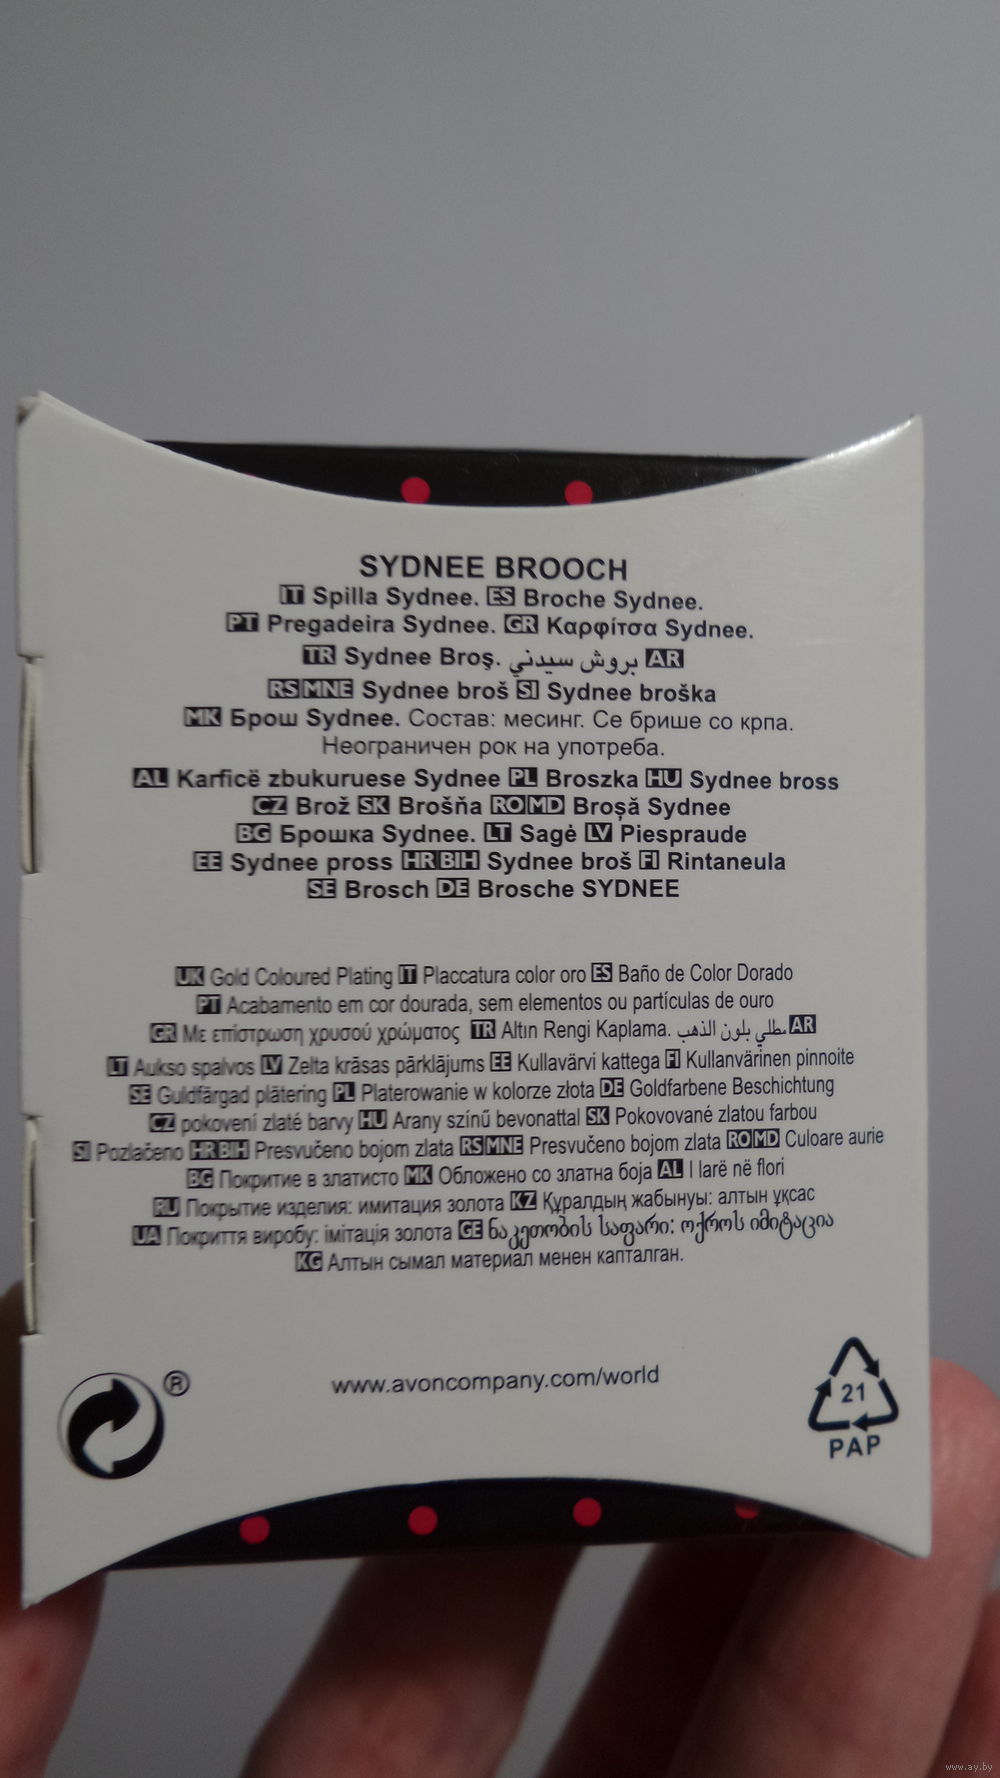 SYDNEE BROOCH
IT Spilla Sydnee. ES Broche Sydnee.
PT Pregadeira Sydnee. GR Καρφίτσα Sydnee.
TR Sydnee Broş. بروش سيدني AR
RS MNE Sydnee broš SI Sydnee broška
MK Брош Sydnee. Состав: месинг. Се брише со крпа.
Неограничен рок на употреба.
AL Karficë zbukuruese Sydnee PL Broszka HU Sydnee bross
CZ Brož SK Brošňa RO MD Broșă Sydnee
BG Брошка Sydnee. LT Sagė LV Piespraude
EE Sydnee pross HR BIH Sydnee broš FI Rintaneula
SE Brosch DE Brosche SYDNEE
UK Gold Coloured Plating IT Placcatura color oro ES Baño de Color Dorado
PT Acabamento em cor dourada, sem elementos ou partículas de ouro
GR Με επίστρωση χρυσού χρώματος TR Altın Rengi Kaplama. مطلي بلون الذهب AR
LT Aukso spalvos LV Zelta krāsas pārklājums EE Kullavärvi kattega FI Kullanvärinen pinnoite
SE Guldfärgad plätering PL Platerowanie w kolorze złota DE Goldfarbene Beschichtung
CZ pokovení zlaté barvy HU Arany színű bevonattal SK Pokovované zlatou farbou
SI Pozlačeno HR BIH Presvučeno bojom zlata RS MNE Presvučeno bojom zlata RO MD Culoare aurie
BG Покритие в златисто MK Обложено со златна боја AL I larë në flori
RU Покрытие изделия: имитация золота KZ Құралдың жабынуы: алтын ұқсас
UA Покриття виробу: імітація золота GE ნაკეთობის საფარი: ოქროს იმიტაცია
KG Алтын сымал материал менен капталган.
®
www.avoncompany.com/world
21
PAP
www.ay.by